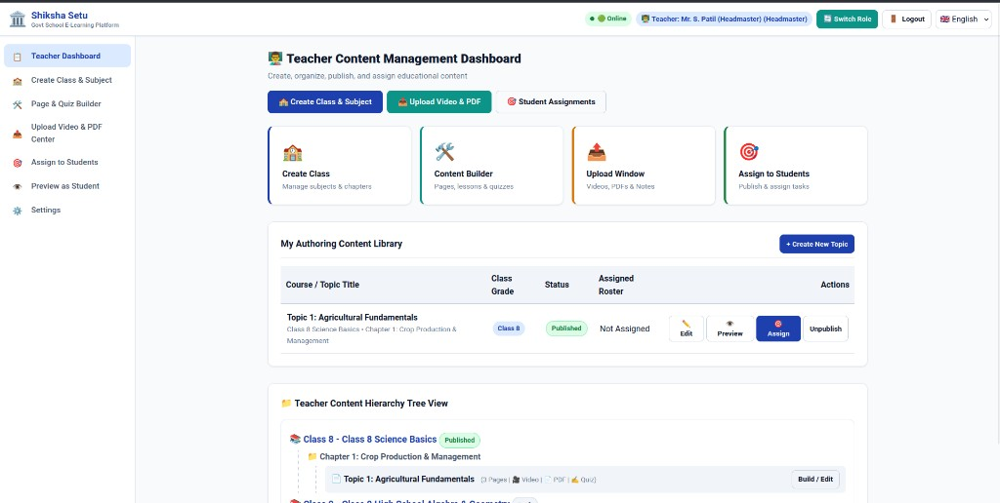 Shiksha Setu
Govt School E-Learning Platform
Online
Teacher: Mr. S. Patil (Headmaster) (Headmaster)
Switch Role
Logout
English
Teacher Dashboard
Create Class & Subject
Page & Quiz Builder
Upload Video & PDF
Center
Assign to Students
Preview as Student
Settings
Teacher Content Management Dashboard
Create, organize, publish, and assign educational content
Create Class & Subject
Upload Video & PDF
Student Assignments
Create Class
Manage subjects & chapters
Content Builder
Pages, lessons & quizzes
Upload Window
Videos, PDFs & Notes
Assign to Students
Publish & assign tasks
My Authoring Content Library
+ Create New Topic
Course / Topic Title
Class
Grade
Status
Assigned
Roster
Actions
Topic 1: Agricultural Fundamentals
Class 8 Science Basics • Chapter 1: Crop Production &
Management
Class 8
Published
Not Assigned
Edit
Preview
Assign
Unpublish
Teacher Content Hierarchy Tree View
Class 8 - Class 8 Science Basics
Published
Chapter 1: Crop Production & Management
Topic 1: Agricultural Fundamentals
(3 Pages | Video | PDF | Quiz)
Build / Edit